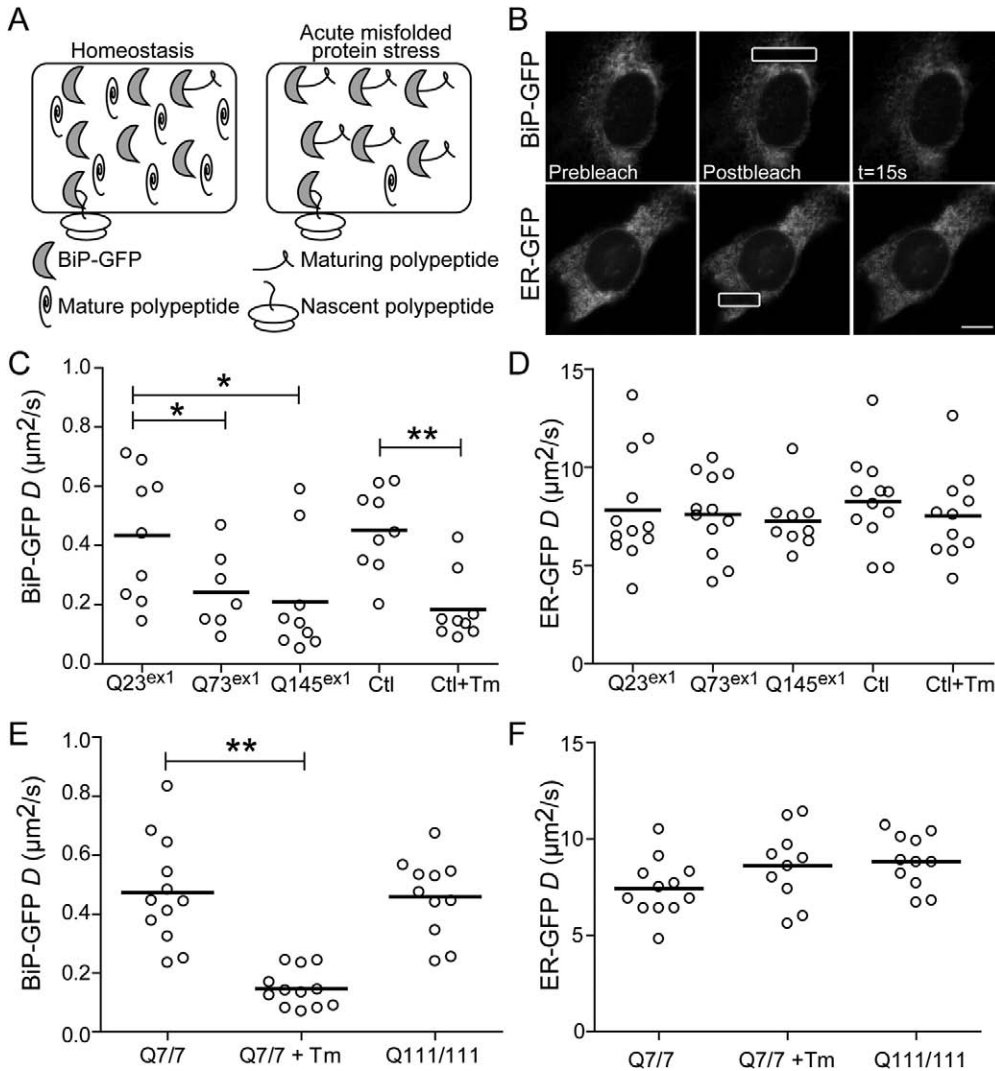 A
Homeostasis
Acute misfolded
protein stress
BiP-GFP
Maturing polypeptide
Mature polypeptide
Nascent polypeptide
B
BiP-GFP
Prebleach
Postbleach
t=15s
ER-GFP
C
BiP-GFP D (µm2/s)
1.0
0.8
0.6
0.4
0.2
0.0
*
*
**
Q23ex1
Q73ex1
Q145ex1
Ctl
Ctl+Tm
D
ER-GFP D (µm2/s)
15
10
5
0
Q23ex1
Q73ex1
Q145ex1
Ctl
Ctl+Tm
E
BiP-GFP D (µm2/s)
1.0
0.8
0.6
0.4
0.2
0.0
**
Q7/7
Q7/7 + Tm
Q111/111
F
ER-GFP D (µm2/s)
15
10
5
0
Q7/7
Q7/7 +Tm
Q111/111